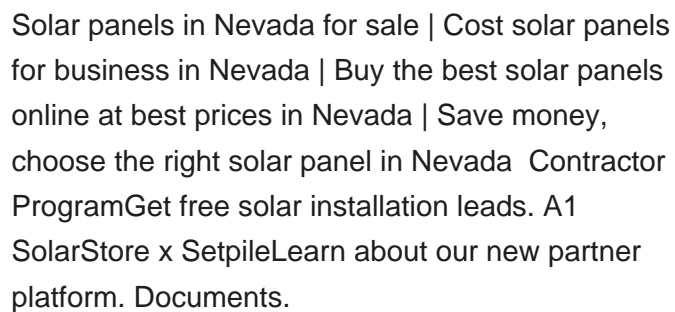 Solar panels in Nevada for sale | Cost solar panels
for business in Nevada | Buy the best solar panels
online at best prices in Nevada | Save money,
choose the right solar panel in Nevada  Contractor
ProgramGet free solar installation leads. A1
SolarStore x SetpileLearn about our new partner
platform. Documents.